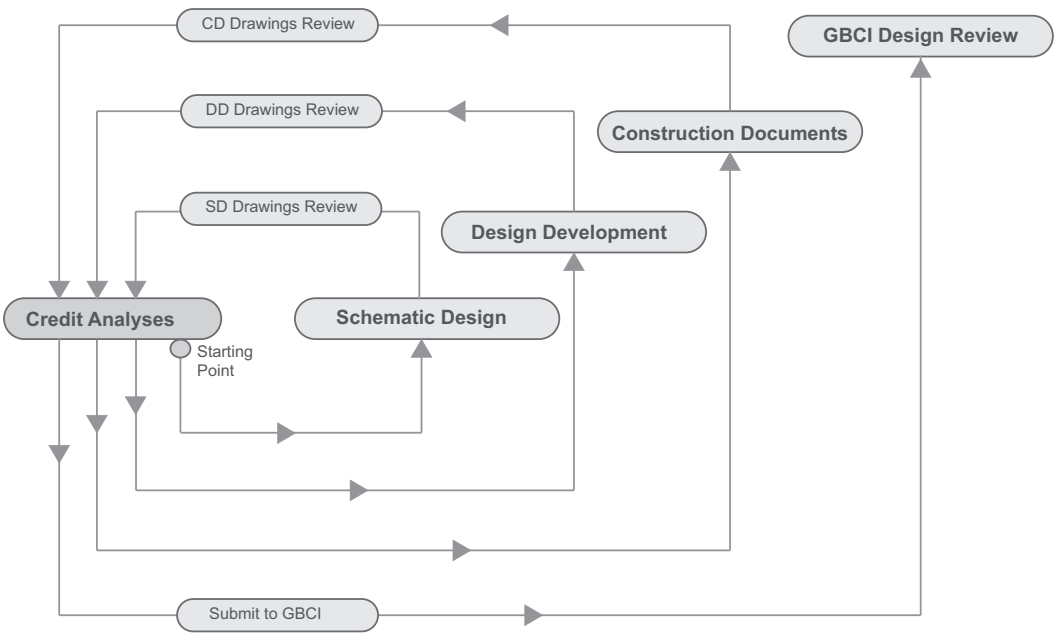 CD Drawings Review
GBCI Design Review
DD Drawings Review
Construction Documents
SD Drawings Review
Design Development
Credit Analyses
Schematic Design
Starting
Point
Submit to GBCI